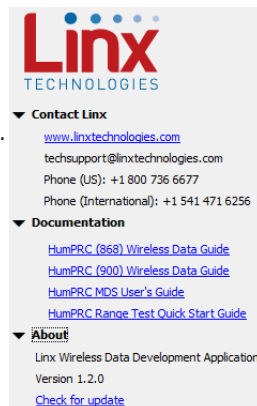 Linx
TECHNOLOGIES
Contact Linx
www.linxtechnologies.com
techsupport@linxtechnologies.com
Phone (US): +1 800 736 6677
Phone (International): +1 541 471 6256
Documentation
HumPRC (868) Wireless Data Guide
HumPRC (900) Wireless Data Guide
HumPRC MDS User's Guide
HumPRC Range Test Quick Start Guide
About
Linx Wireless Data Development Application
Version 1.2.0
Check for update